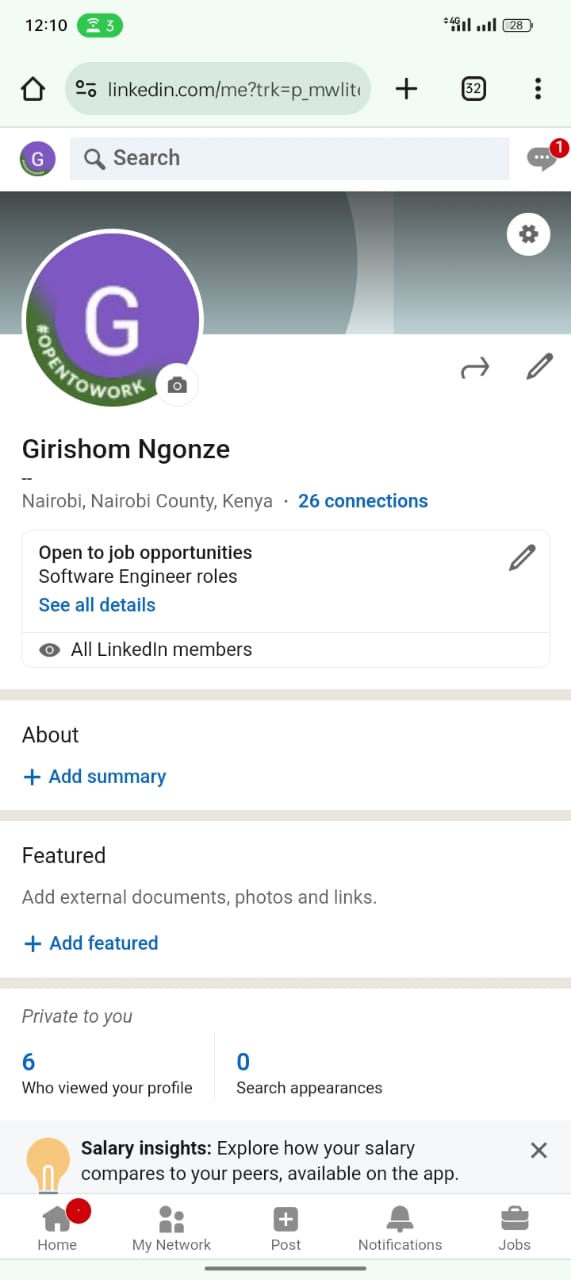 12:10
3
4G
28
linkedin.com/me?trk=p_mwlit
32
G
Search
1
G
#OPENTOWORK
Girishom Ngonze
--
Nairobi, Nairobi County, Kenya · 26 connections
Open to job opportunities
Software Engineer roles
See all details
All LinkedIn members
About
+ Add summary
Featured
Add external documents, photos and links.
+ Add featured
Private to you
6
Who viewed your profile
0
Search appearances
Salary insights: Explore how your salary
compares to your peers, available on the app.
Home
My Network
Post
Notifications
Jobs